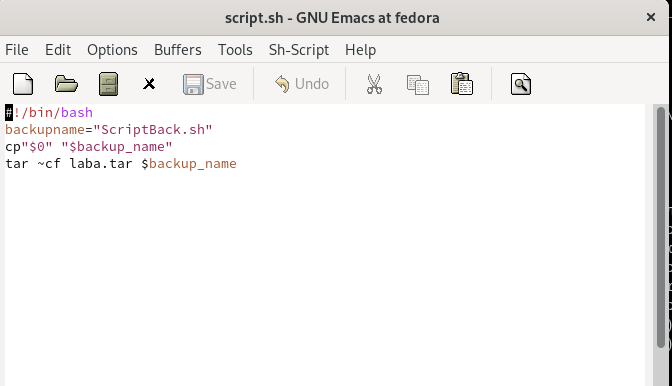 script.sh - GNU Emacs at fedora
File Edit Options Buffers Tools Sh-Script Help
Save Undo
#!/bin/bash
backupname="ScriptBack.sh"
cp"$0" "$backup_name"
tar ~cf laba.tar $backup_name